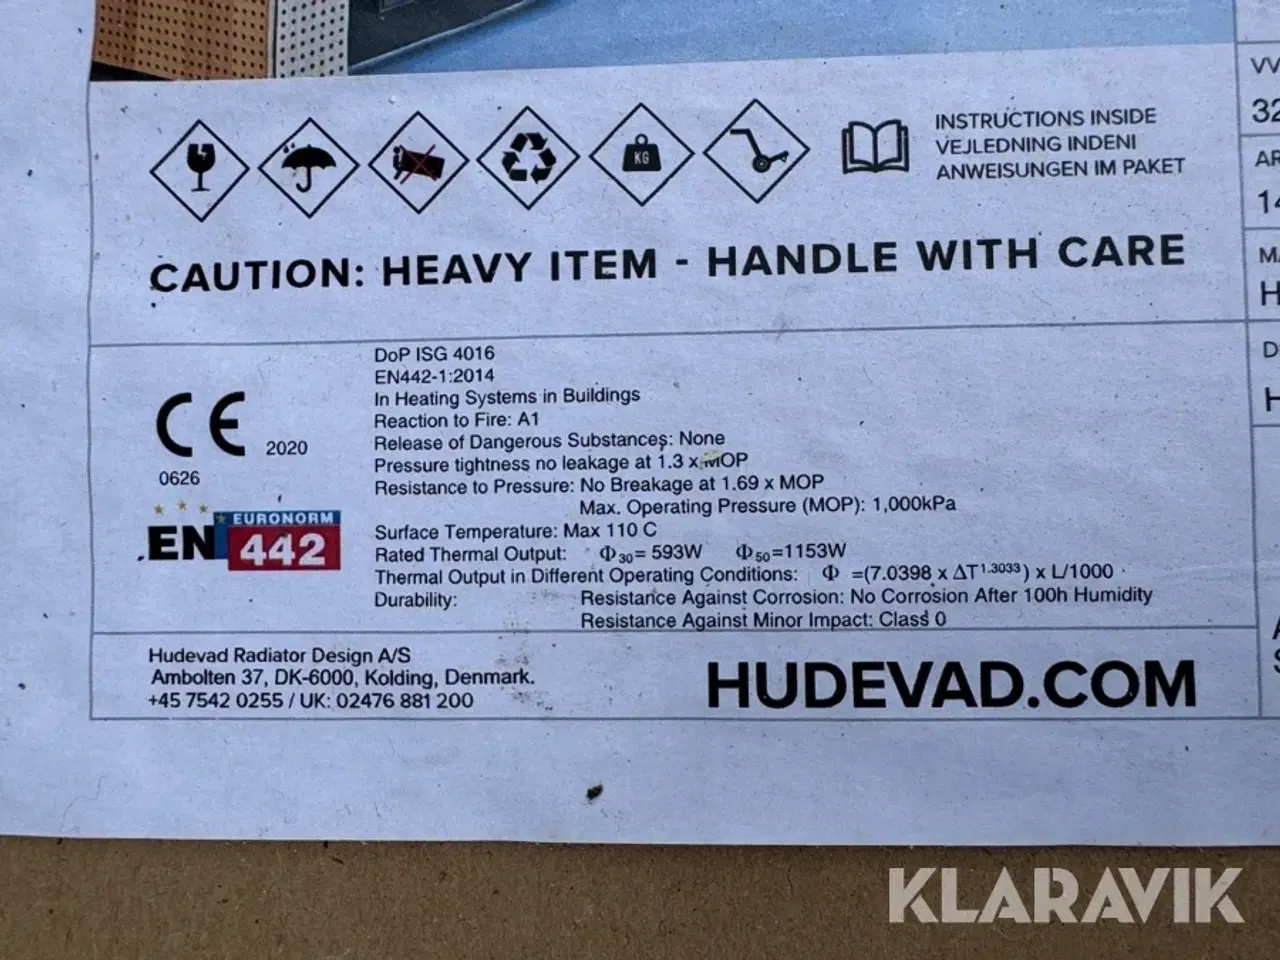 KG
INSTRUCTIONS INSIDE
VEJLEDNING INDENI
ANWEISUNGEN IM PAKET
CAUTION: HEAVY ITEM - HANDLE WITH CARE
CE
2020
0626
EURONORM
EN 442
DoP ISG 4016
EN442-1:2014
In Heating Systems in Buildings
Reaction to Fire: A1
Release of Dangerous Substances: None
Pressure tightness no leakage at 1.3 x MOP
Resistance to Pressure: No Breakage at 1.69 x MOP
Max. Operating Pressure (MOP): 1,000kPa
Surface Temperature: Max 110 C
Rated Thermal Output: Φ30= 593W Φ50=1153W
Thermal Output in Different Operating Conditions: Φ =(7.0398 x ΔT1.3033) x L/1000
Durability: Resistance Against Corrosion: No Corrosion After 100h Humidity
Resistance Against Minor Impact: Class 0
Hudevad Radiator Design A/S
Ambolten 37, DK-6000, Kolding, Denmark.
+45 7542 0255 / UK: 02476 881 200
HUDEVAD.COM
VV
32
AR
14
MA
H
D
H
KLARAVIK